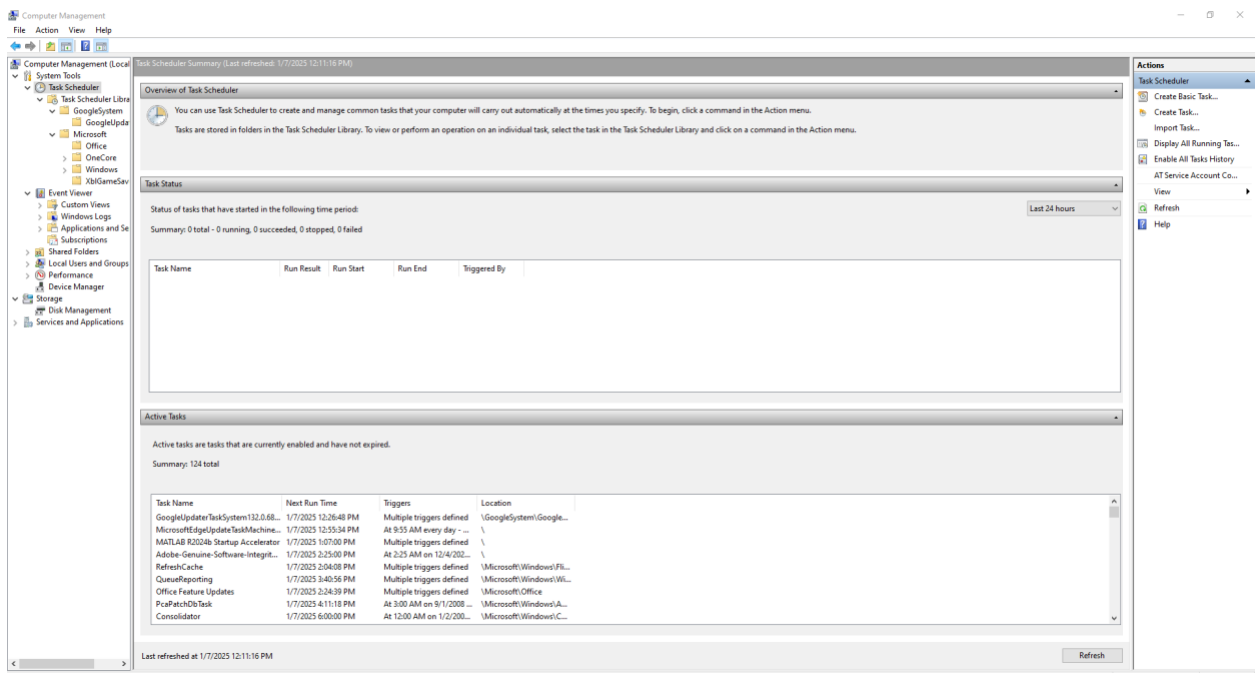 Computer Management
File Action View Help
Computer Management (Local
System Tools
Task Scheduler
Task Scheduler Libra
GoogleSystem
GoogleUpda
Microsoft
Office
OneCore
Windows
XblGameSav
Event Viewer
Custom Views
Windows Logs
Applications and Se
Subscriptions
Shared Folders
Local Users and Groups
Performance
Device Manager
Storage
Disk Management
Services and Applications
Task Scheduler Summary (Last refreshed: 1/7/2025 12:11:16 PM)
Overview of Task Scheduler
You can use Task Scheduler to create and manage common tasks that your computer will carry out automatically at the times you specify. To begin, click a command in the Action menu.
Tasks are stored in folders in the Task Scheduler Library. To view or perform an operation on an individual task, select the task in the Task Scheduler Library and click on a command in the Action menu.
Task Status
Status of tasks that have started in the following time period:
Last 24 hours
Summary: 0 total - 0 running, 0 succeeded, 0 stopped, 0 failed
Task Name Run Result Run Start Run End Triggered By
Active Tasks
Active tasks are tasks that are currently enabled and have not expired.
Summary: 124 total
Task Name Next Run Time Triggers Location
GoogleUpdaterTaskSystem132.0.68... 1/7/2025 12:26:48 PM Multiple triggers defined \GoogleSystem\Google...
MicrosoftEdgeUpdateTaskMachine... 1/7/2025 12:55:34 PM At 9:55 AM every day - ... \
MATLAB R2024b Startup Accelerator 1/7/2025 1:07:00 PM Multiple triggers defined \
Adobe-Genuine-Software-Integrit... 1/7/2025 2:25:00 PM At 2:25 AM on 12/4/202... \
RefreshCache 1/7/2025 2:04:08 PM Multiple triggers defined \Microsoft\Windows\Fli...
QueueReporting 1/7/2025 3:40:56 PM Multiple triggers defined \Microsoft\Windows\Wi...
Office Feature Updates 1/7/2025 2:24:39 PM Multiple triggers defined \Microsoft\Office
PcaPatchDbTask 1/7/2025 4:11:18 PM At 3:00 AM on 9/1/2008 ... \Microsoft\Windows\A...
Consolidator 1/7/2025 6:00:00 PM At 12:00 AM on 1/2/200... \Microsoft\Windows\C...
Last refreshed at 1/7/2025 12:11:16 PM
Refresh
Actions
Task Scheduler
Create Basic Task...
Create Task...
Import Task...
Display All Running Tas...
Enable All Tasks History
AT Service Account Co...
View
Refresh
Help